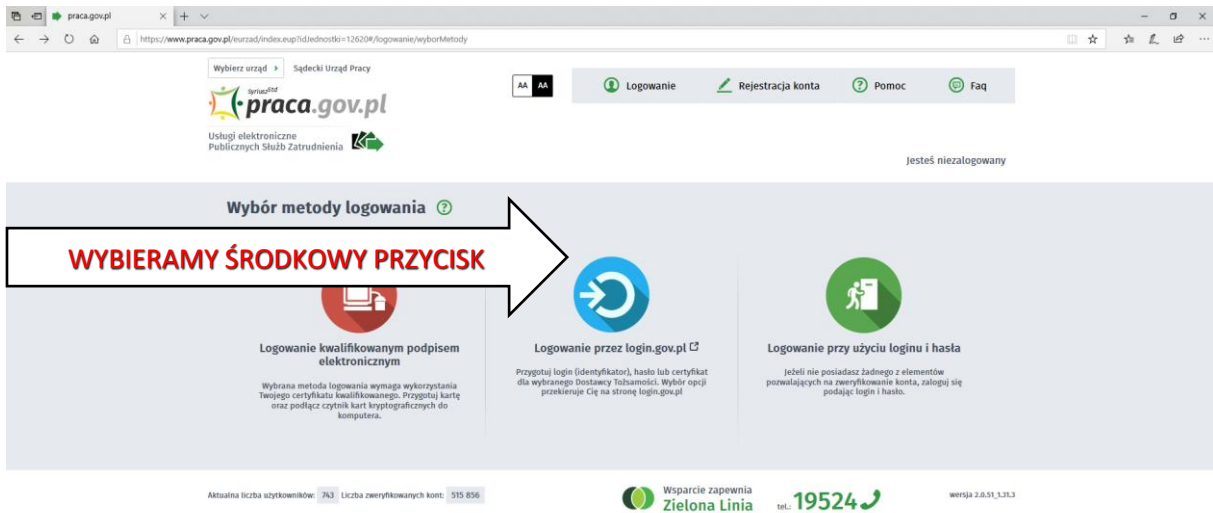 praca.gov.pl
https://www.praca.gov.pl/eurzad/index.eup?idJednostki=12620#/logowanie/wyborMetody
Wybierz urząd
Sądecki Urząd Pracy
syriusz std
praca.gov.pl
AA AA
Logowanie
Rejestracja konta
Pomoc
Faq
Usługi elektroniczne
Publicznych Służb Zatrudnienia
Jesteś niezalogowany
Wybór metody logowania
WYBIERAMY ŚRODKOWY PRZYCISK
Logowanie kwalifikowanym podpisem
elektronicznym
Wybrana metoda logowania wymaga wykorzystania
Twojego certyfikatu kwalifikowanego. Przygotuj kartę
oraz podłącz czytnik kart kryptograficznych do
komputera.
Logowanie przez login.gov.pl
Przygotuj login (identyfikator), hasło lub certyfikat
dla wybranego Dostawcy Tożsamości. Wybór opcji
przekieruje Cię na stronę login.gov.pl
Logowanie przy użyciu loginu i hasła
Jeżeli nie posiadasz żadnego z elementów
pozwalających na zweryfikowanie konta, zaloguj się
podając login i hasło.
Aktualna liczba użytkowników: 743 Liczba zweryfikowanych kont: 515 856
Wsparcie zapewnia
Zielona Linia
tel.: 19524
wersja 2.0.51_1.31.3